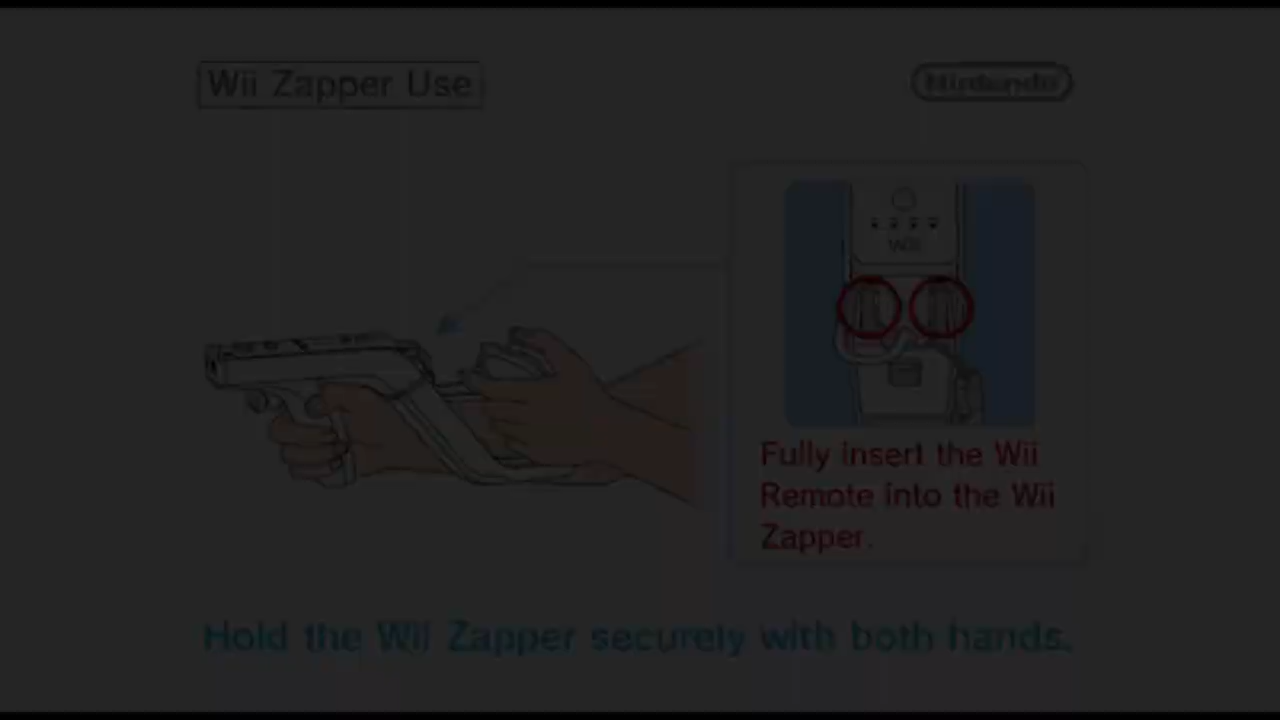 Wii Zapper Use
Nintendo
Wii
Fully insert the Wii
Remote into the Wii
Zapper.
Hold the Wii Zapper securely with both hands.